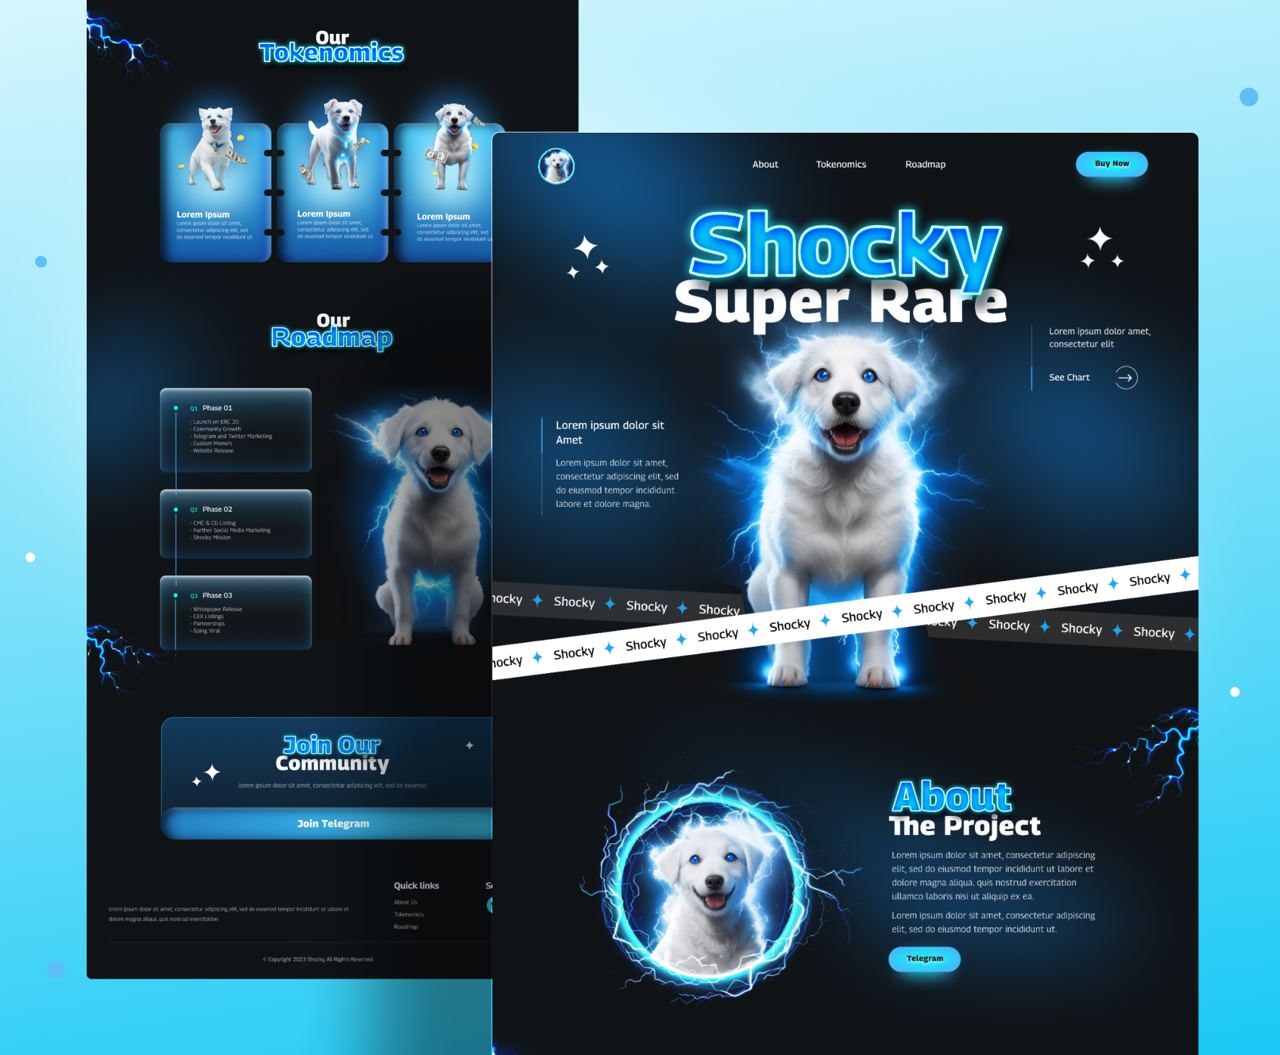 Our
Tokenomics
Lorem Ipsum
Lorem ipsum dolor sit amet,
consectetur adipiscing elit, sed
do eiusmod tempor incididunt ut
Lorem Ipsum
Lorem ipsum dolor sit amet,
consectetur adipiscing elit, sed
do eiusmod tempor incididunt ut
Lorem Ipsum
Lorem ipsum dolor sit amet,
consectetur adipiscing elit, sed
do eiusmod tempor incididunt ut
Our
Roadmap
Q1 Phase 01
- Launch on ERC 20
- Community Growth
- Telegram and Twitter Marketing
- Custom Meme's
- Website Release
Q2 Phase 02
- CMC & CG Listing
- Further Social Media Marketing
- Shocky Mission
Q3 Phase 03
- Whitepaper Release
- CEX Listings
- Partnerships
- Going Viral
Join Our
Community
lorem ipsum dolor sit amet, consectetur adipiscing elit, sed do eiusmod
Join Telegram
lorem ipsum dolor sit amet, consectetur adipiscing elit, sed do eiusmod tempor incididunt ut labore et
dolore magna aliqua. quis nostrud exercitation.
Quick links
About Us
Tokenomics
Roadmap
© Copyright 2023 Shocky, All Rights Reserved
About Tokenomics Roadmap
Buy Now
Shocky
Super Rare
Lorem ipsum dolor amet,
consectetur elit
See Chart
Lorem ipsum dolor sit
Amet
Lorem ipsum dolor sit amet,
consectetur adipiscing elit, sed
do eiusmod tempor incididunt
labore et dolore magna.
hocky Shocky Shocky Shocky
hocky Shocky Shocky Shocky Shocky Shocky Shocky Shocky Shocky Shocky
Shocky Shocky Shocky
About
The Project
Lorem ipsum dolor sit amet, consectetur adipiscing
elit, sed do eiusmod tempor incididunt ut labore et
dolore magna aliqua. quis nostrud exercitation
ullamco laboris nisi ut aliquip ex ea.
Lorem ipsum dolor sit amet, consectetur adipiscing
elit, sed do eiusmod tempor incididunt ut.
Telegram